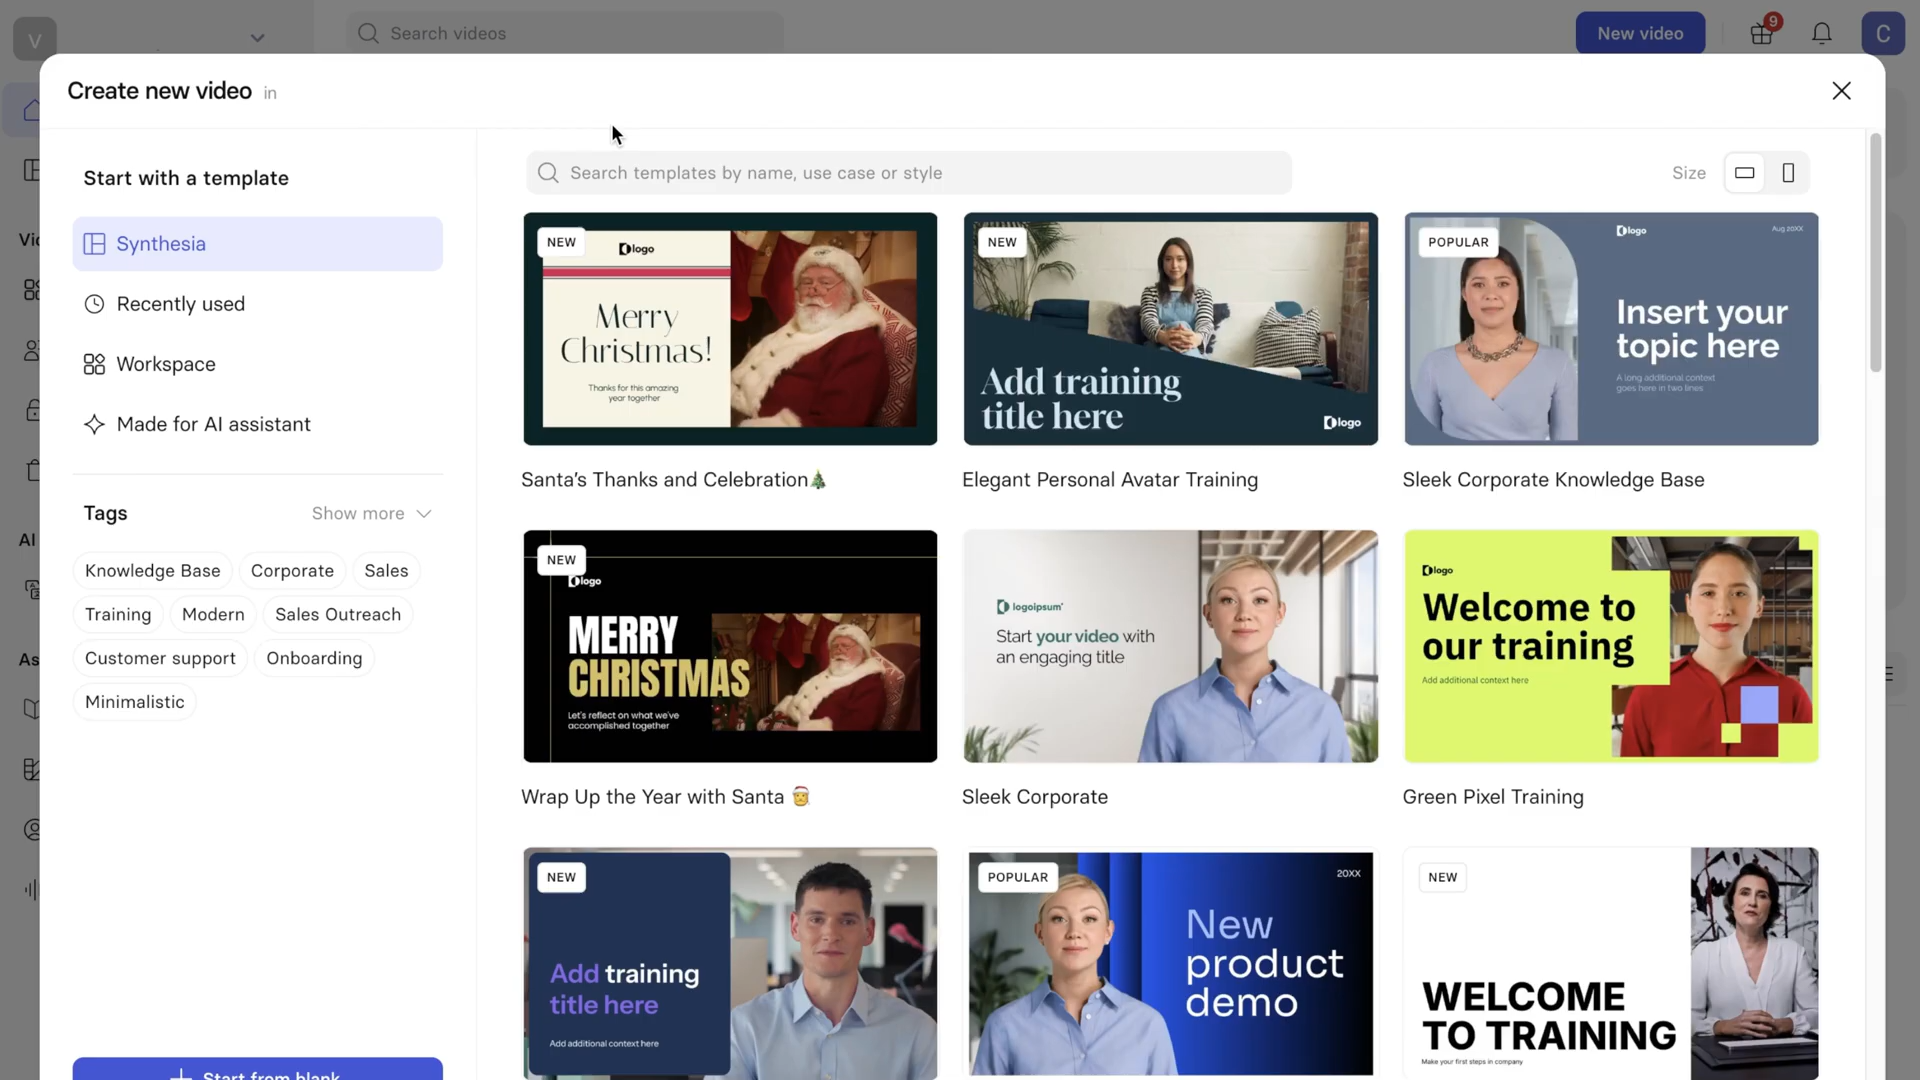 V
Search videos
New video
9
C
Create new video in
Start with a template
Synthesia
Recently used
Workspace
Made for AI assistant
Tags
Show more
Knowledge Base
Corporate
Sales
Training
Modern
Sales Outreach
Customer support
Onboarding
Minimalistic
Start from blank
Vid
AI
As
Search templates by name, use case or style
Size
NEW
logo
Merry
Christmas!
Thanks for this amazing
year together
Santa's Thanks and Celebration🎄
NEW
Add training
title here
logo
Elegant Personal Avatar Training
POPULAR
logo
Aug 20XX
Insert your
topic here
A long additional context
goes here in two lines
Sleek Corporate Knowledge Base
NEW
logo
MERRY
CHRISTMAS
Let's reflect on what we've
accomplished together
Wrap Up the Year with Santa 🎅
logoipsum'
Start your video with
an engaging title
Sleek Corporate
logo
Welcome to
our training
Add additional context here
Green Pixel Training
NEW
Add training
title here
Add additional context here
POPULAR
20XX
New
product
demo
NEW
WELCOME
TO TRAINING
Make your first steps in company